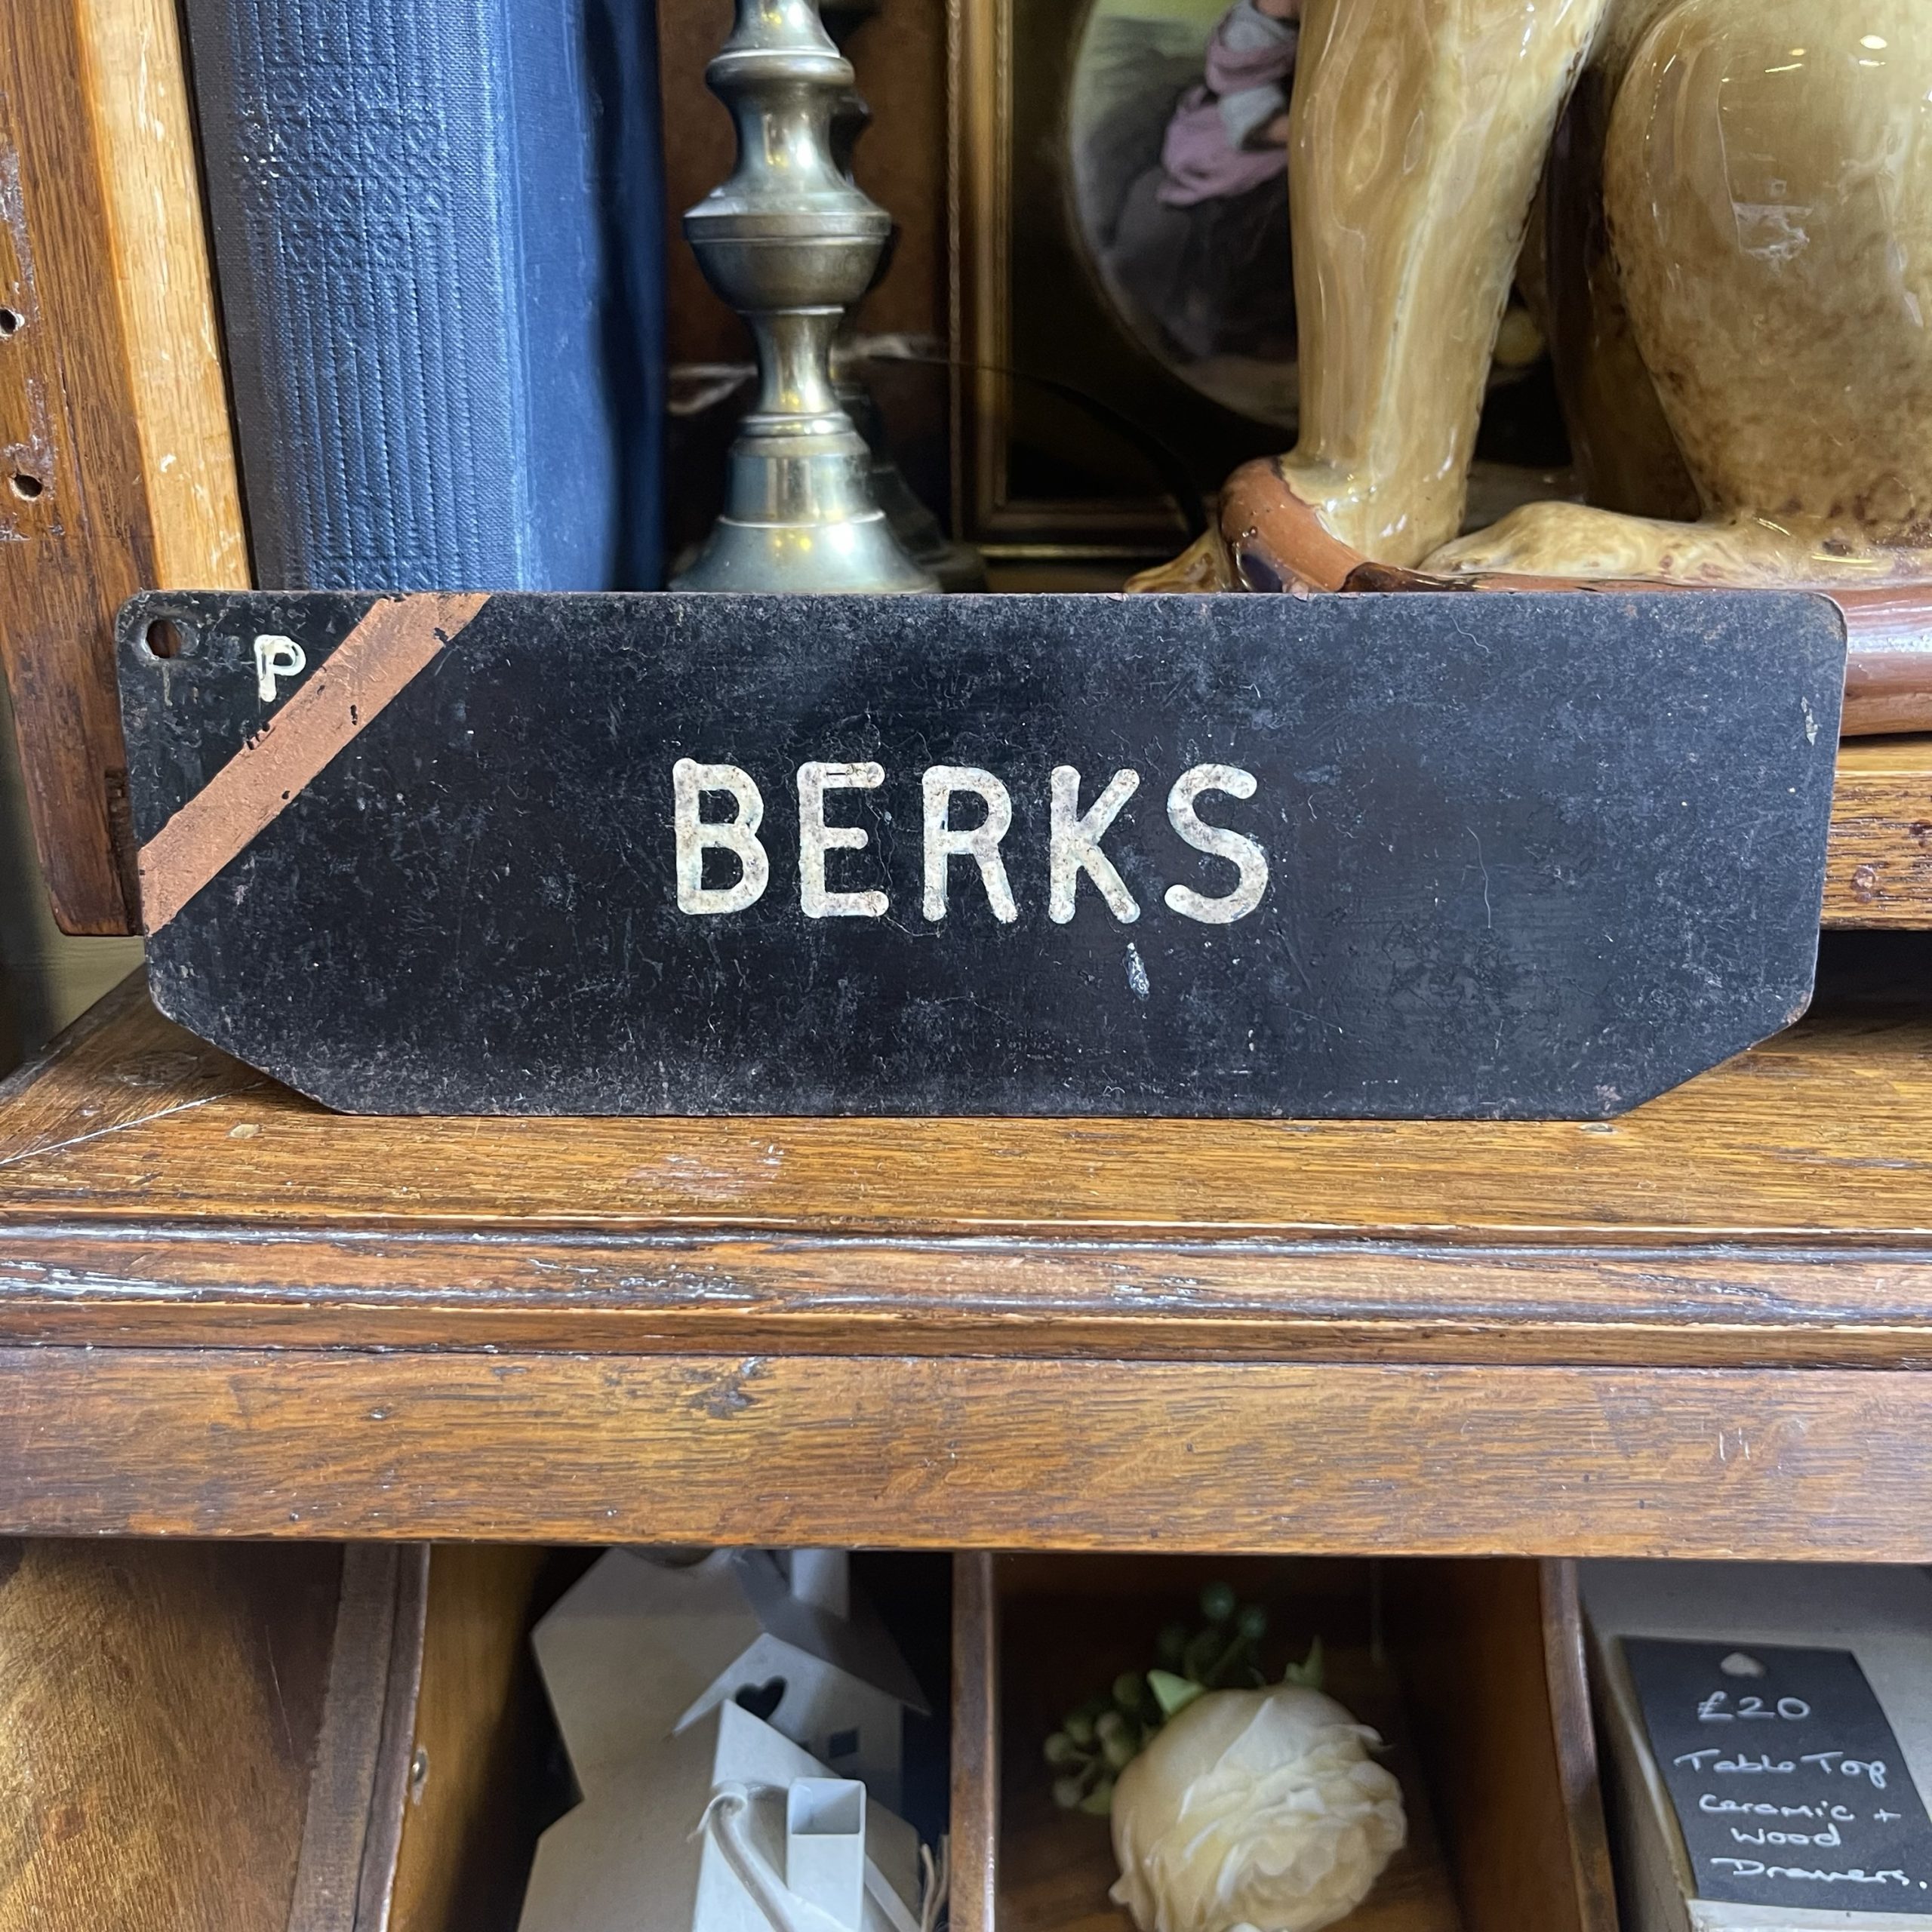 P
BERKS
£20
Table Top
Ceramic +
Wood
Drawers.